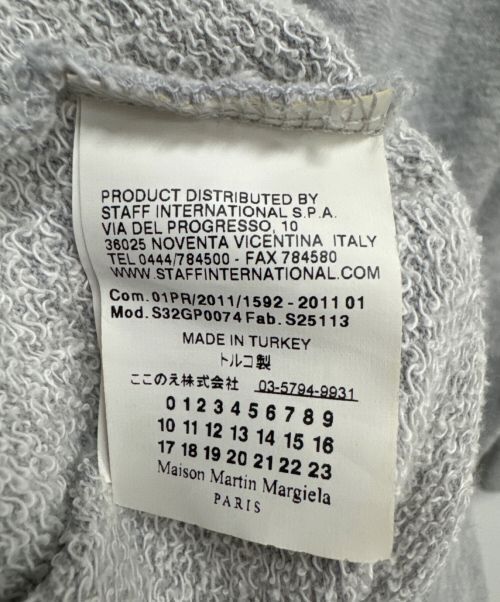 PRODUCT DISTRIBUTED BY
STAFF INTERNATIONAL S.P.A.
VIA DEL PROGRESSO, 10
36025 NOVENTA VICENTINA ITALY
TEL 0444/784500 - FAX 784580
WWW.STAFFINTERNATIONAL.COM
Com. 01PR/2011/1592 - 2011 01
Mod. S32GP0074 Fab. S25113
MADE IN TURKEY
トルコ製
ここのえ株式会社 03-5794-9931
0 1 2 3 4 5 6 7 8 9
10 11 12 13 14 15 16
17 18 19 20 21 22 23
Maison Martin Margiela
PARIS